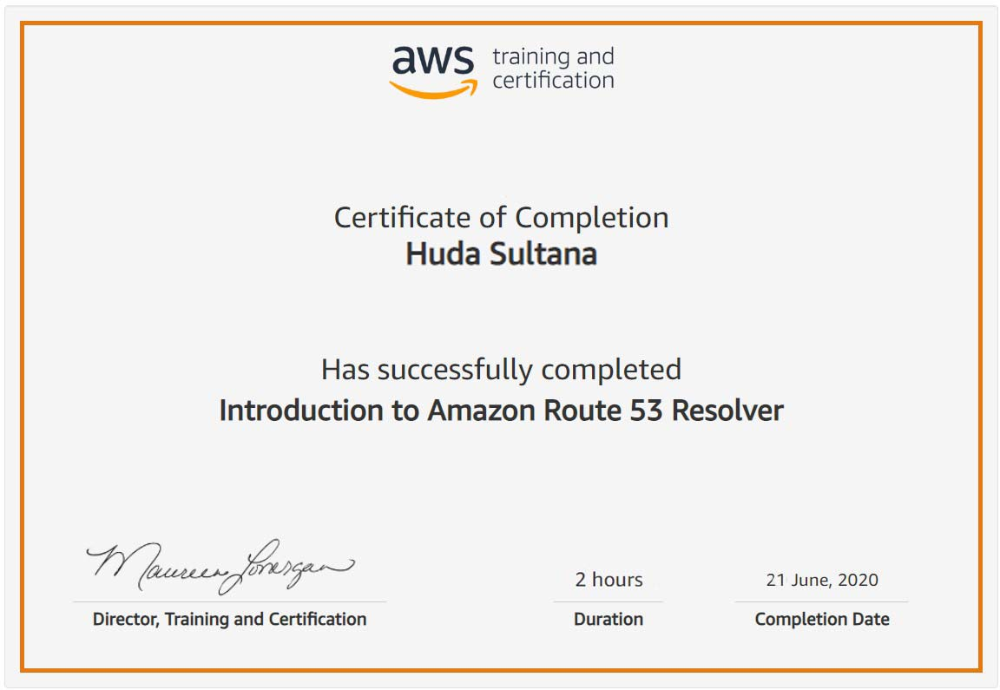 aws training and
certification
Certificate of Completion
Huda Sultana
Has successfully completed
Introduction to Amazon Route 53 Resolver
Maureen Lonergan
Director, Training and Certification
2 hours
Duration
21 June, 2020
Completion Date